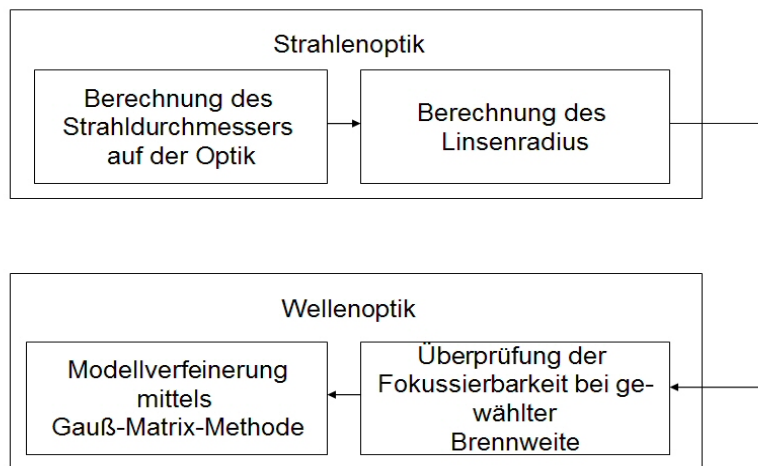 Strahlenoptik
Berechnung des
Strahldurchmessers
auf der Optik
Berechnung des
Linsenradius
Wellenoptik
Modellverfeinerung
mittels
Gauß-Matrix-Methode
Überprüfung der
Fokussierbarkeit bei ge-
wählter
Brennweite